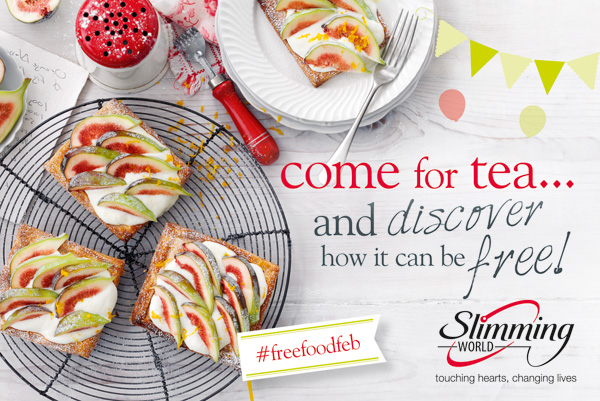 come for tea...
and discover
how it can be free!
#freefoodfeb
Slimming
WORLD
touching hearts, changing lives